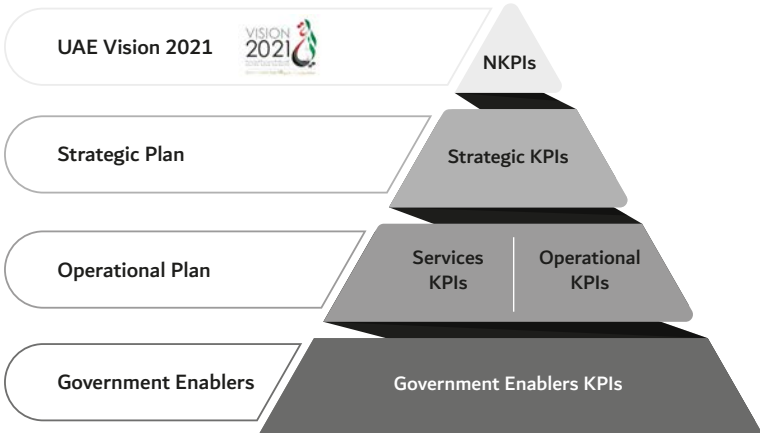 UAE Vision 2021
VISION
2021
NKPIs
Strategic Plan
Strategic KPIs
Operational Plan
Services
KPIs
Operational
KPIs
Government Enablers
Government Enablers KPIs